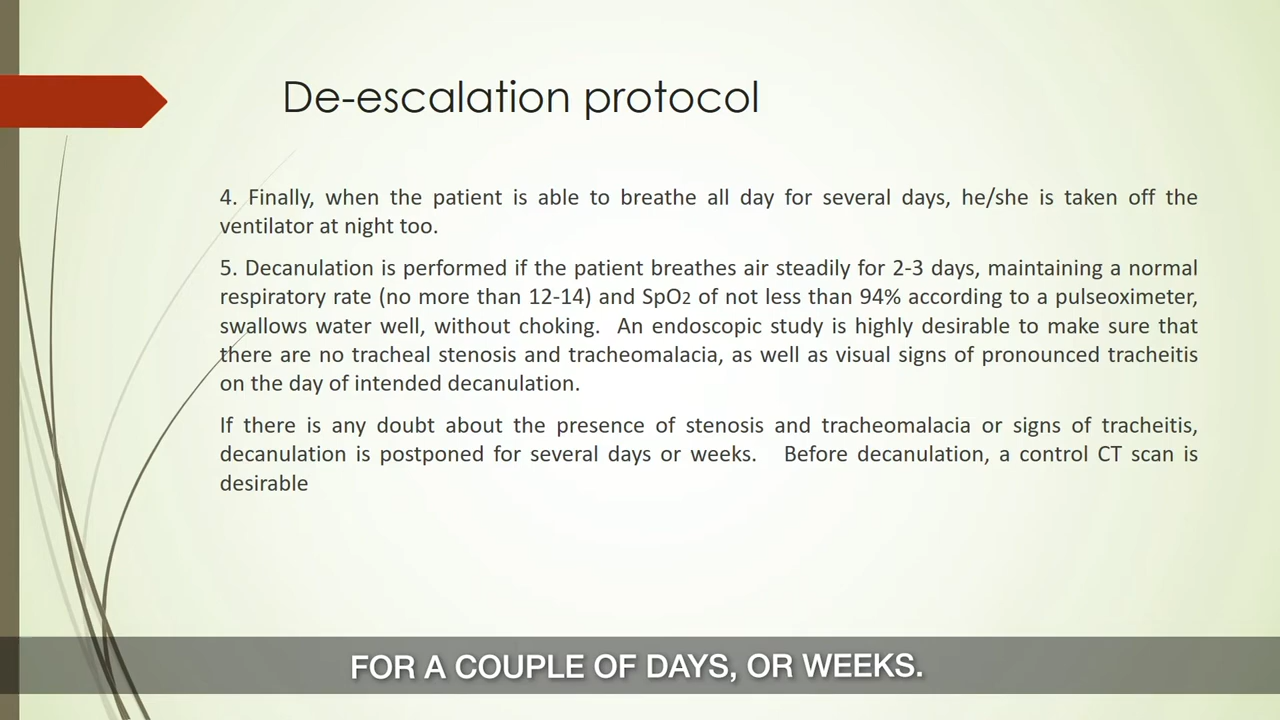 De-escalation protocol
4. Finally, when the patient is able to breathe all day for several days, he/she is taken off the
ventilator at night too.
5. Decanulation is performed if the patient breathes air steadily for 2-3 days, maintaining a normal
respiratory rate (no more than 12-14) and SpO2 of not less than 94% according to a pulseoximeter,
swallows water well, without choking. An endoscopic study is highly desirable to make sure that
there are no tracheal stenosis and tracheomalacia, as well as visual signs of pronounced tracheitis
on the day of intended decanulation.
If there is any doubt about the presence of stenosis and tracheomalacia or signs of tracheitis,
decanulation is postponed for several days or weeks. Before decanulation, a control CT scan is
desirable
FOR A COUPLE OF DAYS, OR WEEKS.